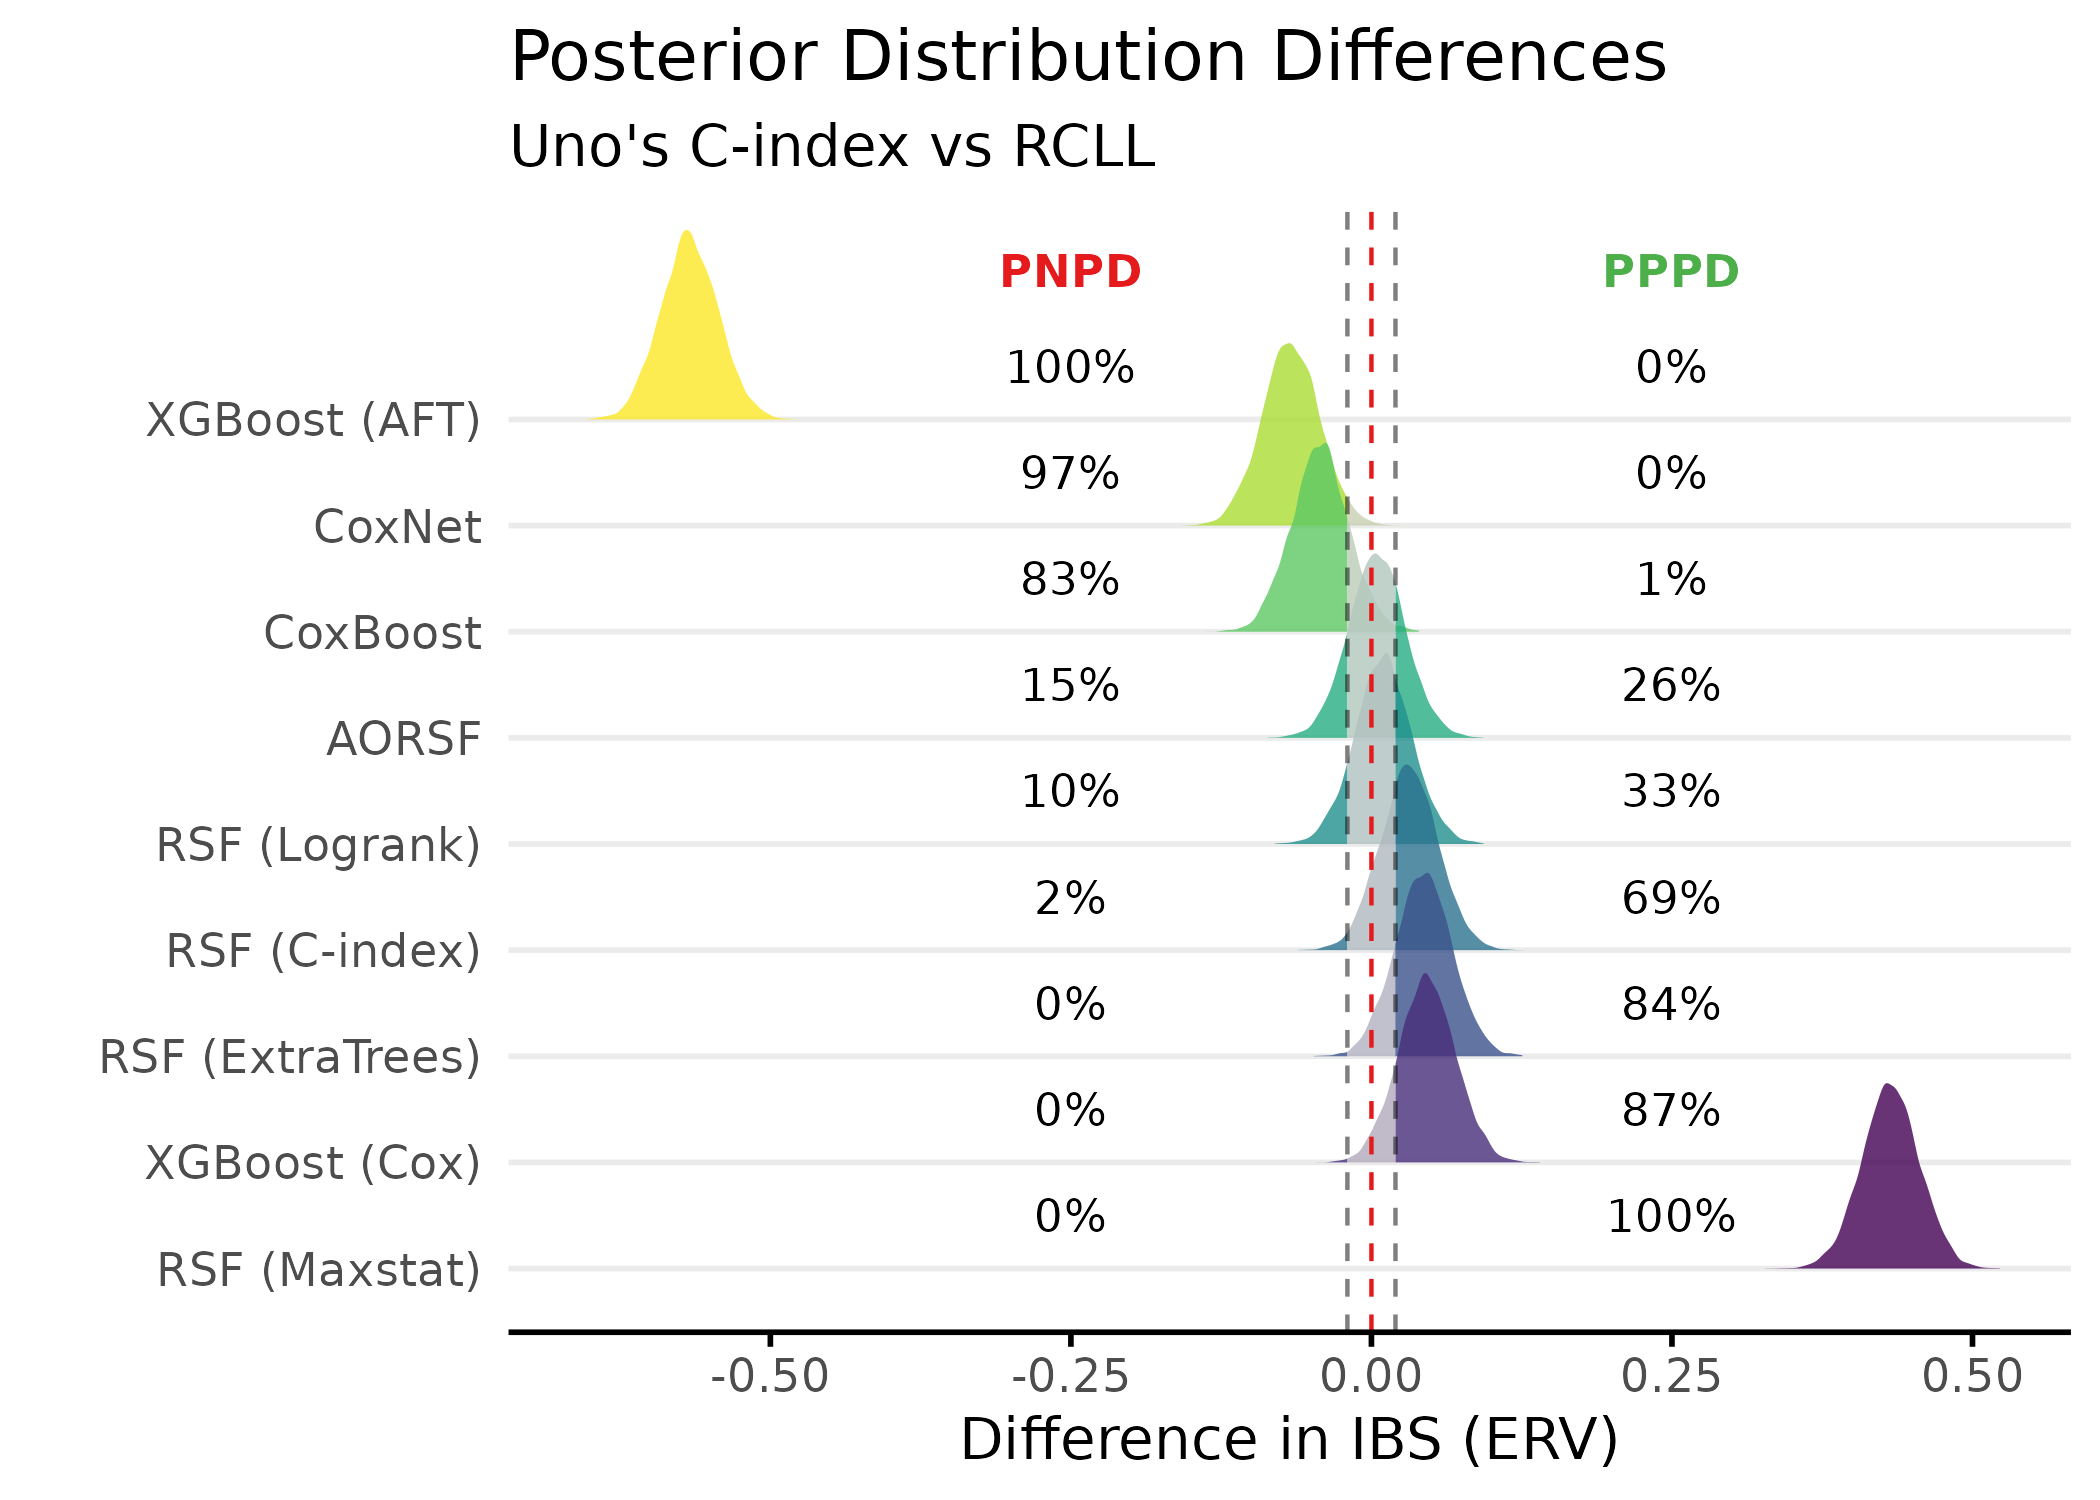 Posterior Distribution Differences
Uno's C-index vs RCLL
PNPD PPPD
100% 0%
XGBoost (AFT)
97% 0%
CoxNet
83% 1%
CoxBoost
15% 26%
AORSF
10% 33%
RSF (Logrank)
2% 69%
RSF (C-index)
0% 84%
RSF (ExtraTrees)
0% 87%
XGBoost (Cox)
0% 100%
RSF (Maxstat)
-0.50 -0.25 0.00 0.25 0.50
Difference in IBS (ERV)